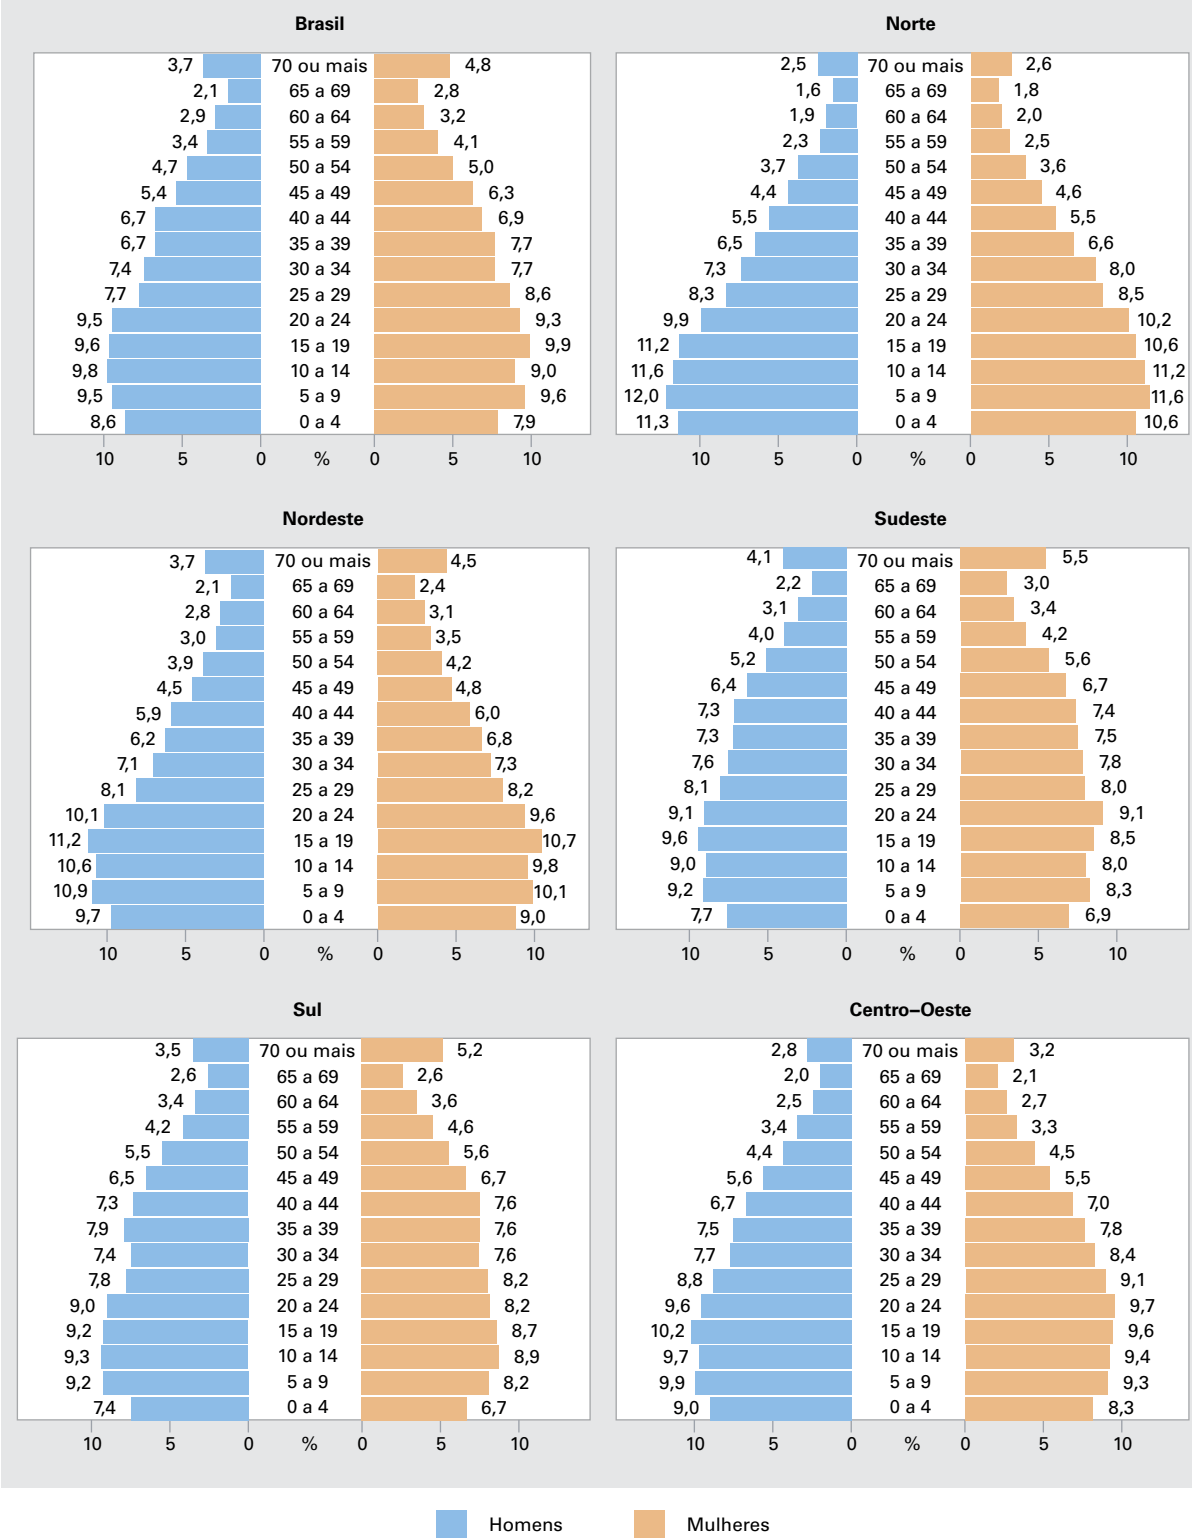 Brasil
3,7 70 ou mais 4,8
2,1 65 a 69 2,8
2,9 60 a 64 3,2
3,4 55 a 59 4,1
4,7 50 a 54 5,0
5,4 45 a 49 6,3
6,7 40 a 44 6,9
6,7 35 a 39 7,7
7,4 30 a 34 7,7
7,7 25 a 29 8,6
9,5 20 a 24 9,3
9,6 15 a 19 9,9
9,8 10 a 14 9,0
9,5 5 a 9 9,6
8,6 0 a 4 7,9
10 5 0 % 0 5 10
Norte
2,5 70 ou mais 2,6
1,6 65 a 69 1,8
1,9 60 a 64 2,0
2,3 55 a 59 2,5
3,7 50 a 54 3,6
4,4 45 a 49 4,6
5,5 40 a 44 5,5
6,5 35 a 39 6,6
7,3 30 a 34 8,0
8,3 25 a 29 8,5
9,9 20 a 24 10,2
11,2 15 a 19 10,6
11,6 10 a 14 11,2
12,0 5 a 9 11,6
11,3 0 a 4 10,6
10 5 0 % 0 5 10
Nordeste
3,7 70 ou mais 4,5
2,1 65 a 69 2,4
2,8 60 a 64 3,1
3,0 55 a 59 3,5
3,9 50 a 54 4,2
4,5 45 a 49 4,8
5,9 40 a 44 6,0
6,2 35 a 39 6,8
7,1 30 a 34 7,3
8,1 25 a 29 8,2
10,1 20 a 24 9,6
11,2 15 a 19 10,7
10,6 10 a 14 9,8
10,9 5 a 9 10,1
9,7 0 a 4 9,0
10 5 0 % 0 5 10
Sudeste
4,1 70 ou mais 5,5
2,2 65 a 69 3,0
3,1 60 a 64 3,4
4,0 55 a 59 4,2
5,2 50 a 54 5,6
6,4 45 a 49 6,7
7,3 40 a 44 7,4
7,3 35 a 39 7,5
7,6 30 a 34 7,8
8,1 25 a 29 8,0
9,1 20 a 24 9,1
9,6 15 a 19 8,5
9,0 10 a 14 8,0
9,2 5 a 9 8,3
7,7 0 a 4 6,9
10 5 0 % 0 5 10
Sul
3,5 70 ou mais 5,2
2,6 65 a 69 2,6
3,4 60 a 64 3,6
4,2 55 a 59 4,6
5,5 50 a 54 5,6
6,5 45 a 49 6,7
7,3 40 a 44 7,6
7,9 35 a 39 7,6
7,4 30 a 34 7,6
7,8 25 a 29 8,2
9,0 20 a 24 8,2
9,2 15 a 19 8,7
9,3 10 a 14 8,9
9,2 5 a 9 8,2
7,4 0 a 4 6,7
10 5 0 % 0 5 10
Centro–Oeste
2,8 70 ou mais 3,2
2,0 65 a 69 2,1
2,5 60 a 64 2,7
3,4 55 a 59 3,3
4,4 50 a 54 4,5
5,6 45 a 49 5,5
6,7 40 a 44 7,0
7,5 35 a 39 7,8
7,7 30 a 34 8,4
8,8 25 a 29 9,1
9,6 20 a 24 9,7
10,2 15 a 19 9,6
9,7 10 a 14 9,4
9,9 5 a 9 9,3
9,0 0 a 4 8,3
10 5 0 % 0 5 10
Homens Mulheres